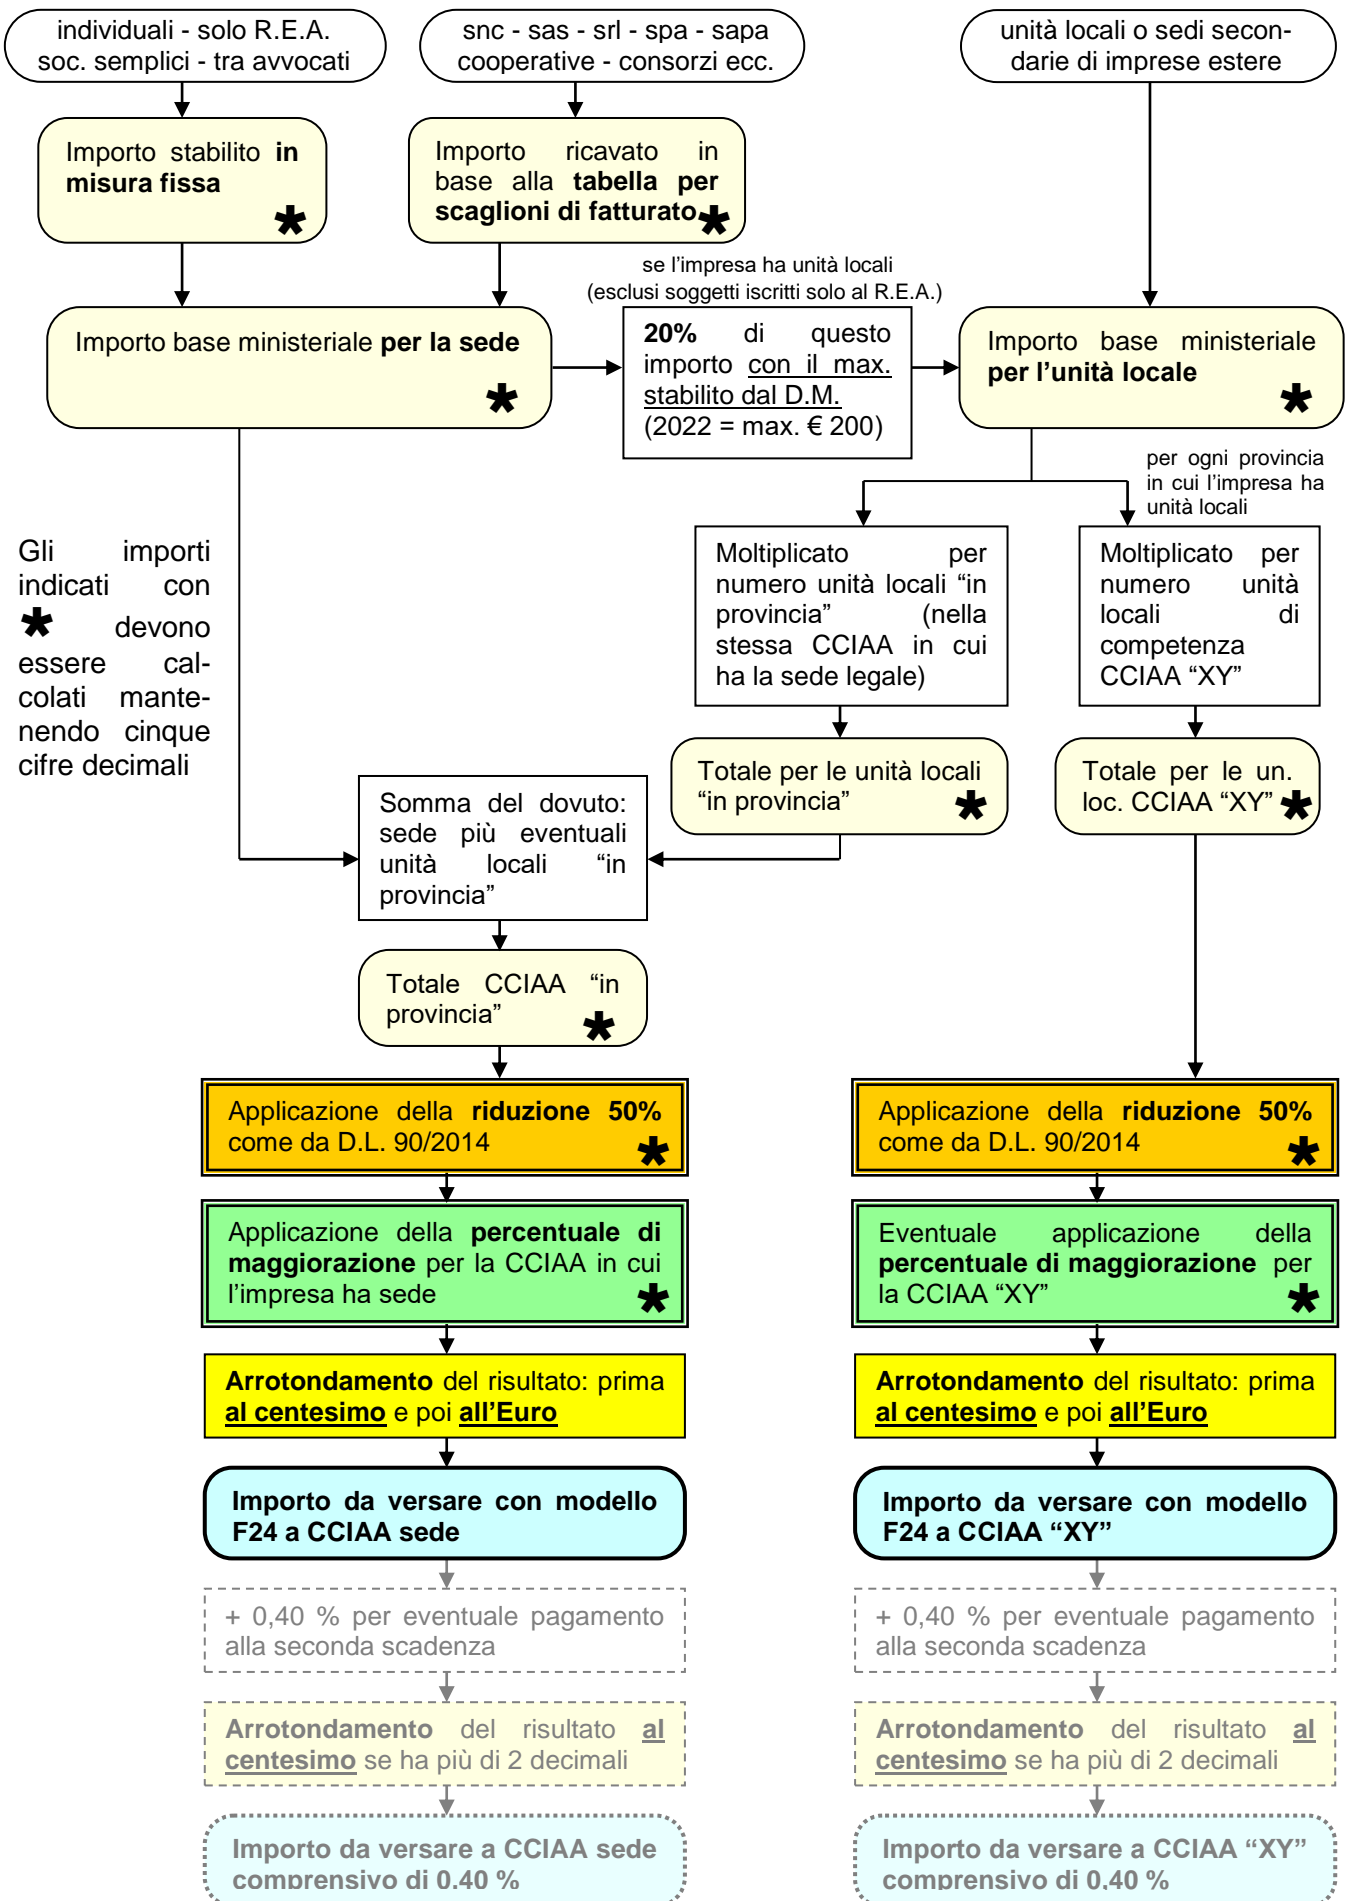 individuali - solo R.E.A.
soc. semplici - tra avvocati
snc - sas - srl - spa - sapa
cooperative - consorzi ecc.
unità locali o sedi secon-
darie di imprese estere
Importo stabilito in
misura fissa
*
Importo ricavato in
base alla tabella per
scaglioni di fatturato
*
se l'impresa ha unità locali
(esclusi soggetti iscritti solo al R.E.A.)
Importo base ministeriale per la sede
*
20% di questo
importo con il max.
stabilito dal D.M.
(2022 = max. € 200)
Importo base ministeriale
per l'unità locale
*
per ogni provincia
in cui l'impresa ha
unità locali
Gli importi
indicati con
* devono
essere cal-
colati mante-
nendo cinque
cifre decimali
Moltiplicato per
numero unità locali “in
provincia” (nella
stessa CCIAA in cui
ha la sede legale)
Moltiplicato per
numero unità
locali di
competenza
CCIAA “XY”
Totale per le unità locali
“in provincia”
*
Totale per le un.
loc. CCIAA “XY”
*
Somma del dovuto:
sede più eventuali
unità locali “in
provincia”
Totale CCIAA “in
provincia”
*
Applicazione della riduzione 50%
come da D.L. 90/2014
*
Applicazione della riduzione 50%
come da D.L. 90/2014
*
Applicazione della percentuale di
maggiorazione per la CCIAA in cui
l'impresa ha sede
*
Eventuale applicazione della
percentuale di maggiorazione per
la CCIAA “XY”
*
Arrotondamento del risultato: prima
al centesimo e poi all'Euro
Arrotondamento del risultato: prima
al centesimo e poi all'Euro
Importo da versare con modello
F24 a CCIAA sede
Importo da versare con modello
F24 a CCIAA “XY”
+ 0,40 % per eventuale pagamento
alla seconda scadenza
+ 0,40 % per eventuale pagamento
alla seconda scadenza
Arrotondamento del risultato al
centesimo se ha più di 2 decimali
Arrotondamento del risultato al
centesimo se ha più di 2 decimali
Importo da versare a CCIAA sede
comprensivo di 0,40 %
Importo da versare a CCIAA “XY”
comprensivo di 0,40 %